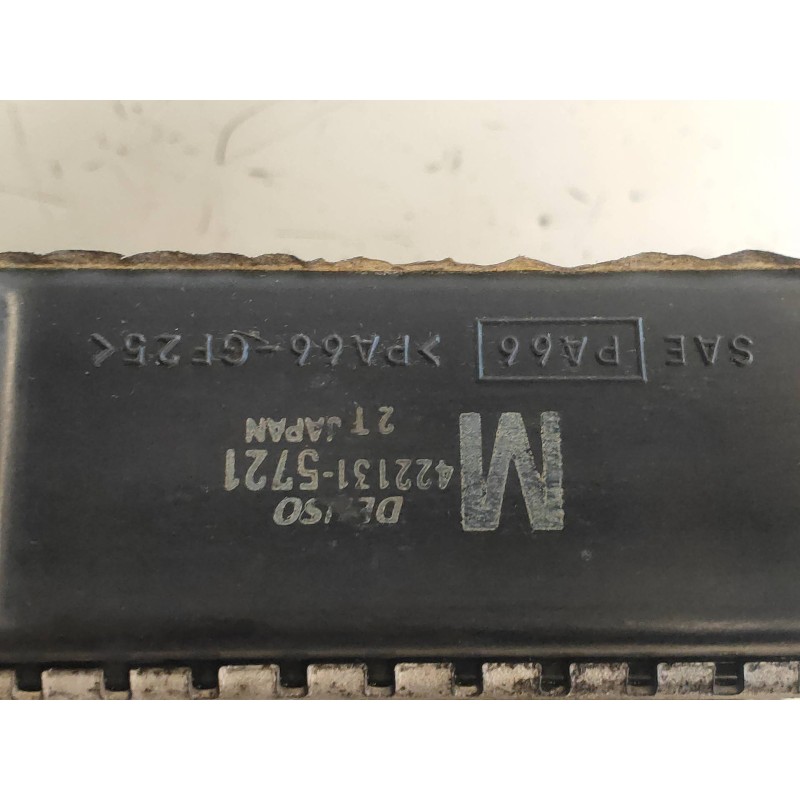 M
DENSO
422131-5721
2T JAPAN
SAE PA66 >PA66-GF25<